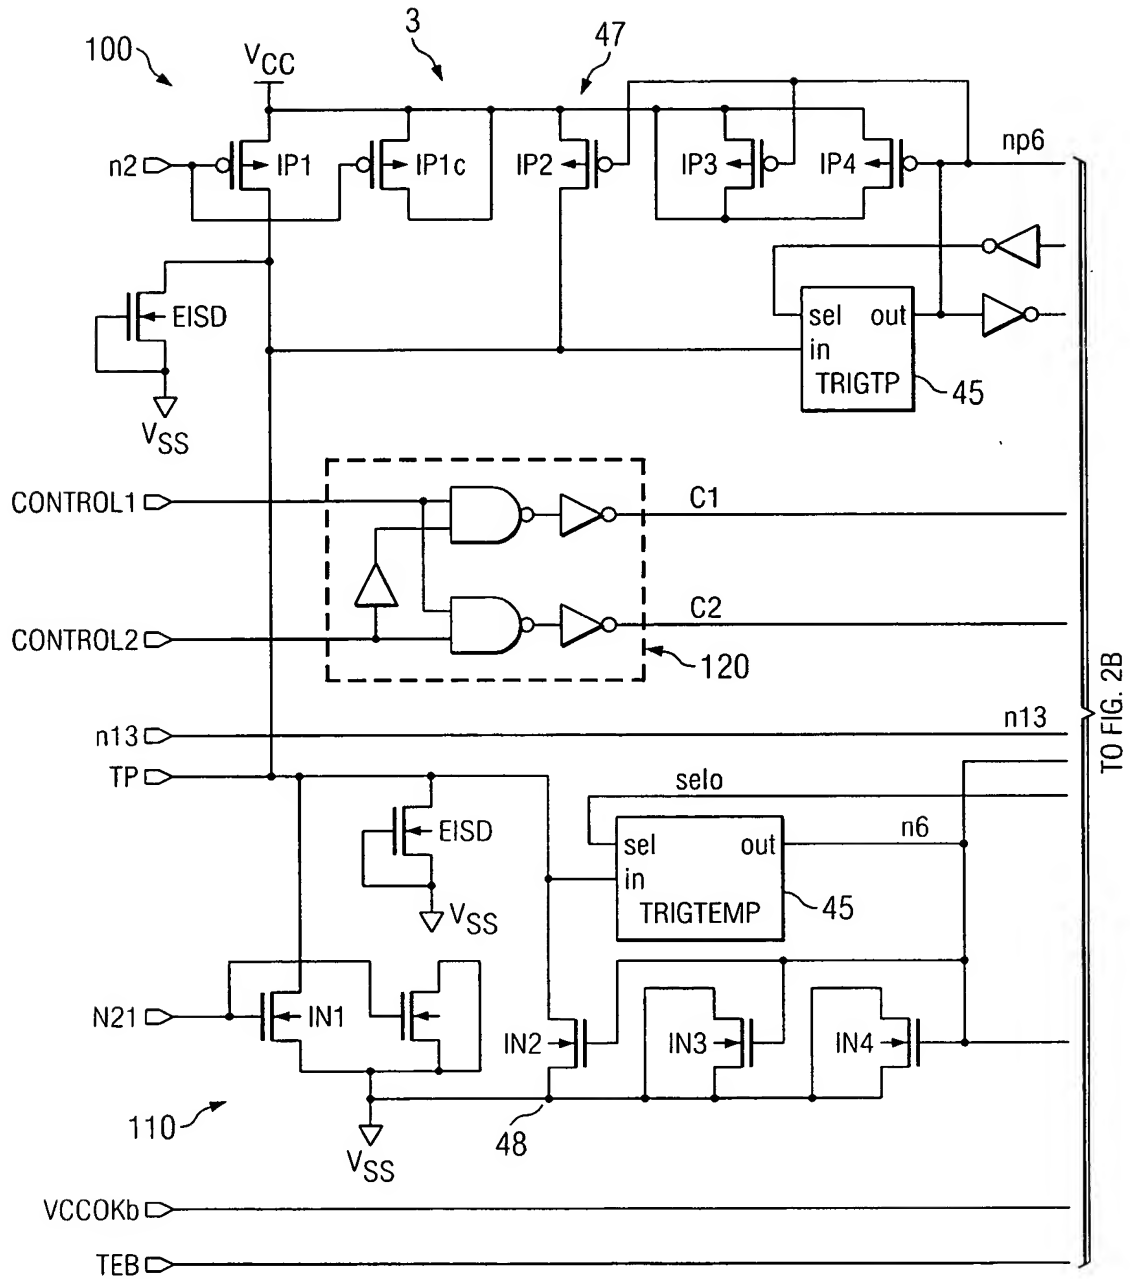 100
VCC
3
47
n2
IP1
IP1c
IP2
IP3
IP4
np6
EISD
sel out
in
TRIGTP
45
VSS
CONTROL1
C1
CONTROL2
C2
120
TO FIG. 2B
n13
n13
TP
selo
EISD
sel out
n6
in
TRIGTEMP
45
VSS
N21
IN1
IN2
IN3
IN4
110
48
VSS
VCCOKb
TEB